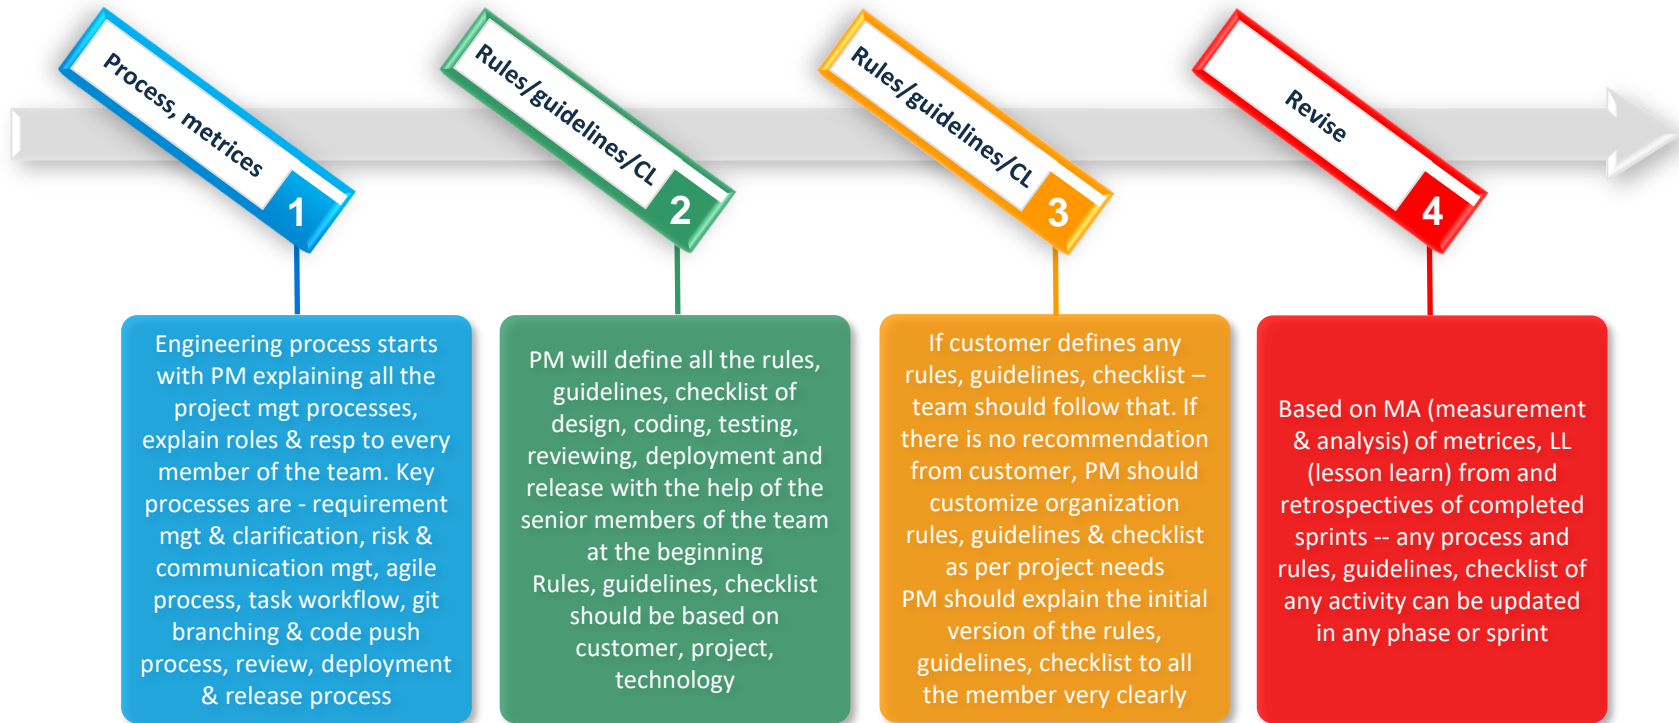 Process, metrices
1
Rules/guidelines/CL
2
Rules/guidelines/CL
3
Revise
4
Engineering process starts
with PM explaining all the
project mgt processes,
explain roles & resp to every
member of the team. Key
processes are - requirement
mgt & clarification, risk &
communication mgt, agile
process, task workflow, git
branching & code push
process, review, deployment
& release process
PM will define all the rules,
guidelines, checklist of
design, coding, testing,
reviewing, deployment and
release with the help of the
senior members of the team
at the beginning
Rules, guidelines, checklist
should be based on
customer, project,
technology
If customer defines any
rules, guidelines, checklist –
team should follow that. If
there is no recommendation
from customer, PM should
customize organization
rules, guidelines & checklist
as per project needs
PM should explain the initial
version of the rules,
guidelines, checklist to all
the member very clearly
Based on MA (measurement
& analysis) of metrices, LL
(lesson learn) from and
retrospectives of completed
sprints -- any process and
rules, guidelines, checklist of
any activity can be updated
in any phase or sprint